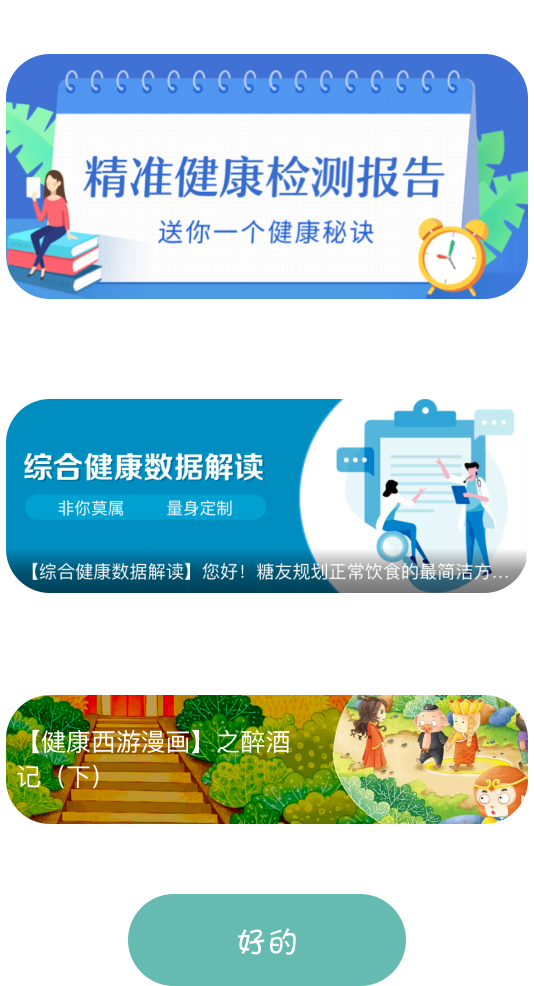 精准健康检测报告
送你一个健康秘诀
综合健康数据解读
非你莫属 量身定制
【综合健康数据解读】您好！糖友规划正常饮食的最简洁方...
【健康西游漫画】之醉酒
记（下）
好的